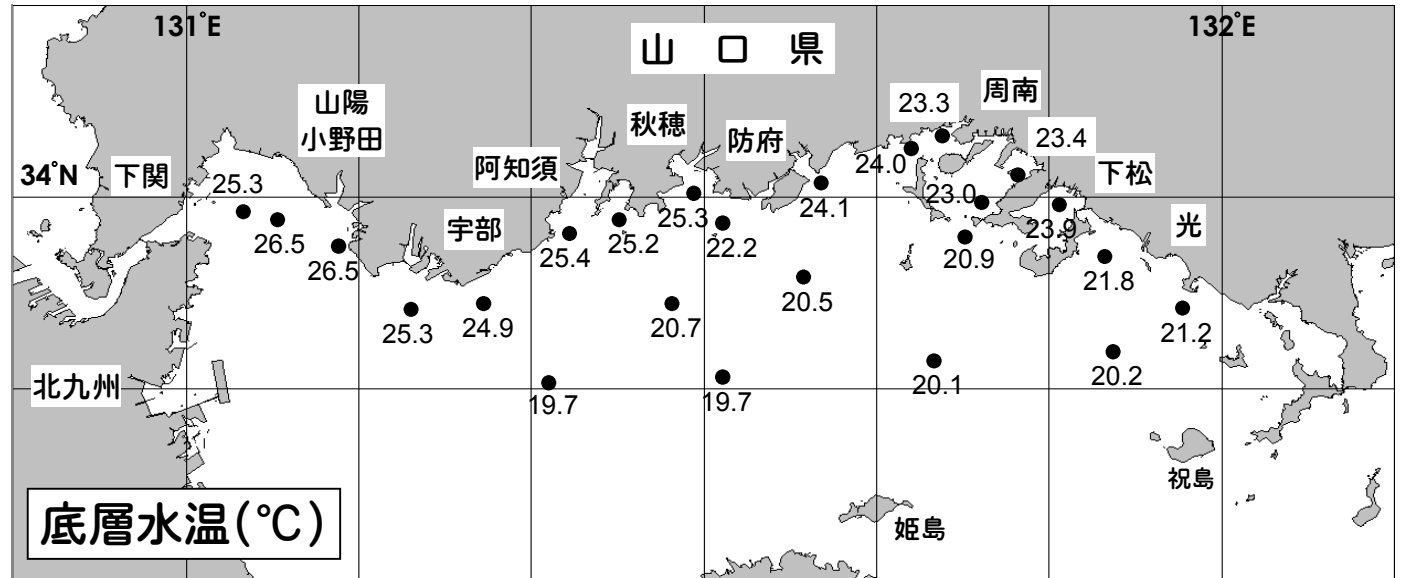 131°E
132°E
山 口 県
山陽
小野田
秋穂
防府
23.3
周南
阿知須
24.0
23.4
34°N
下関
25.3
23.0
下松
宇部
25.3
24.1
23.9
光
26.5
26.5
25.4
25.2
22.2
20.9
21.8
25.3
24.9
20.7
20.5
21.2
北九州
19.7
19.7
20.1
20.2
祝島
姫島
底層水温(℃)